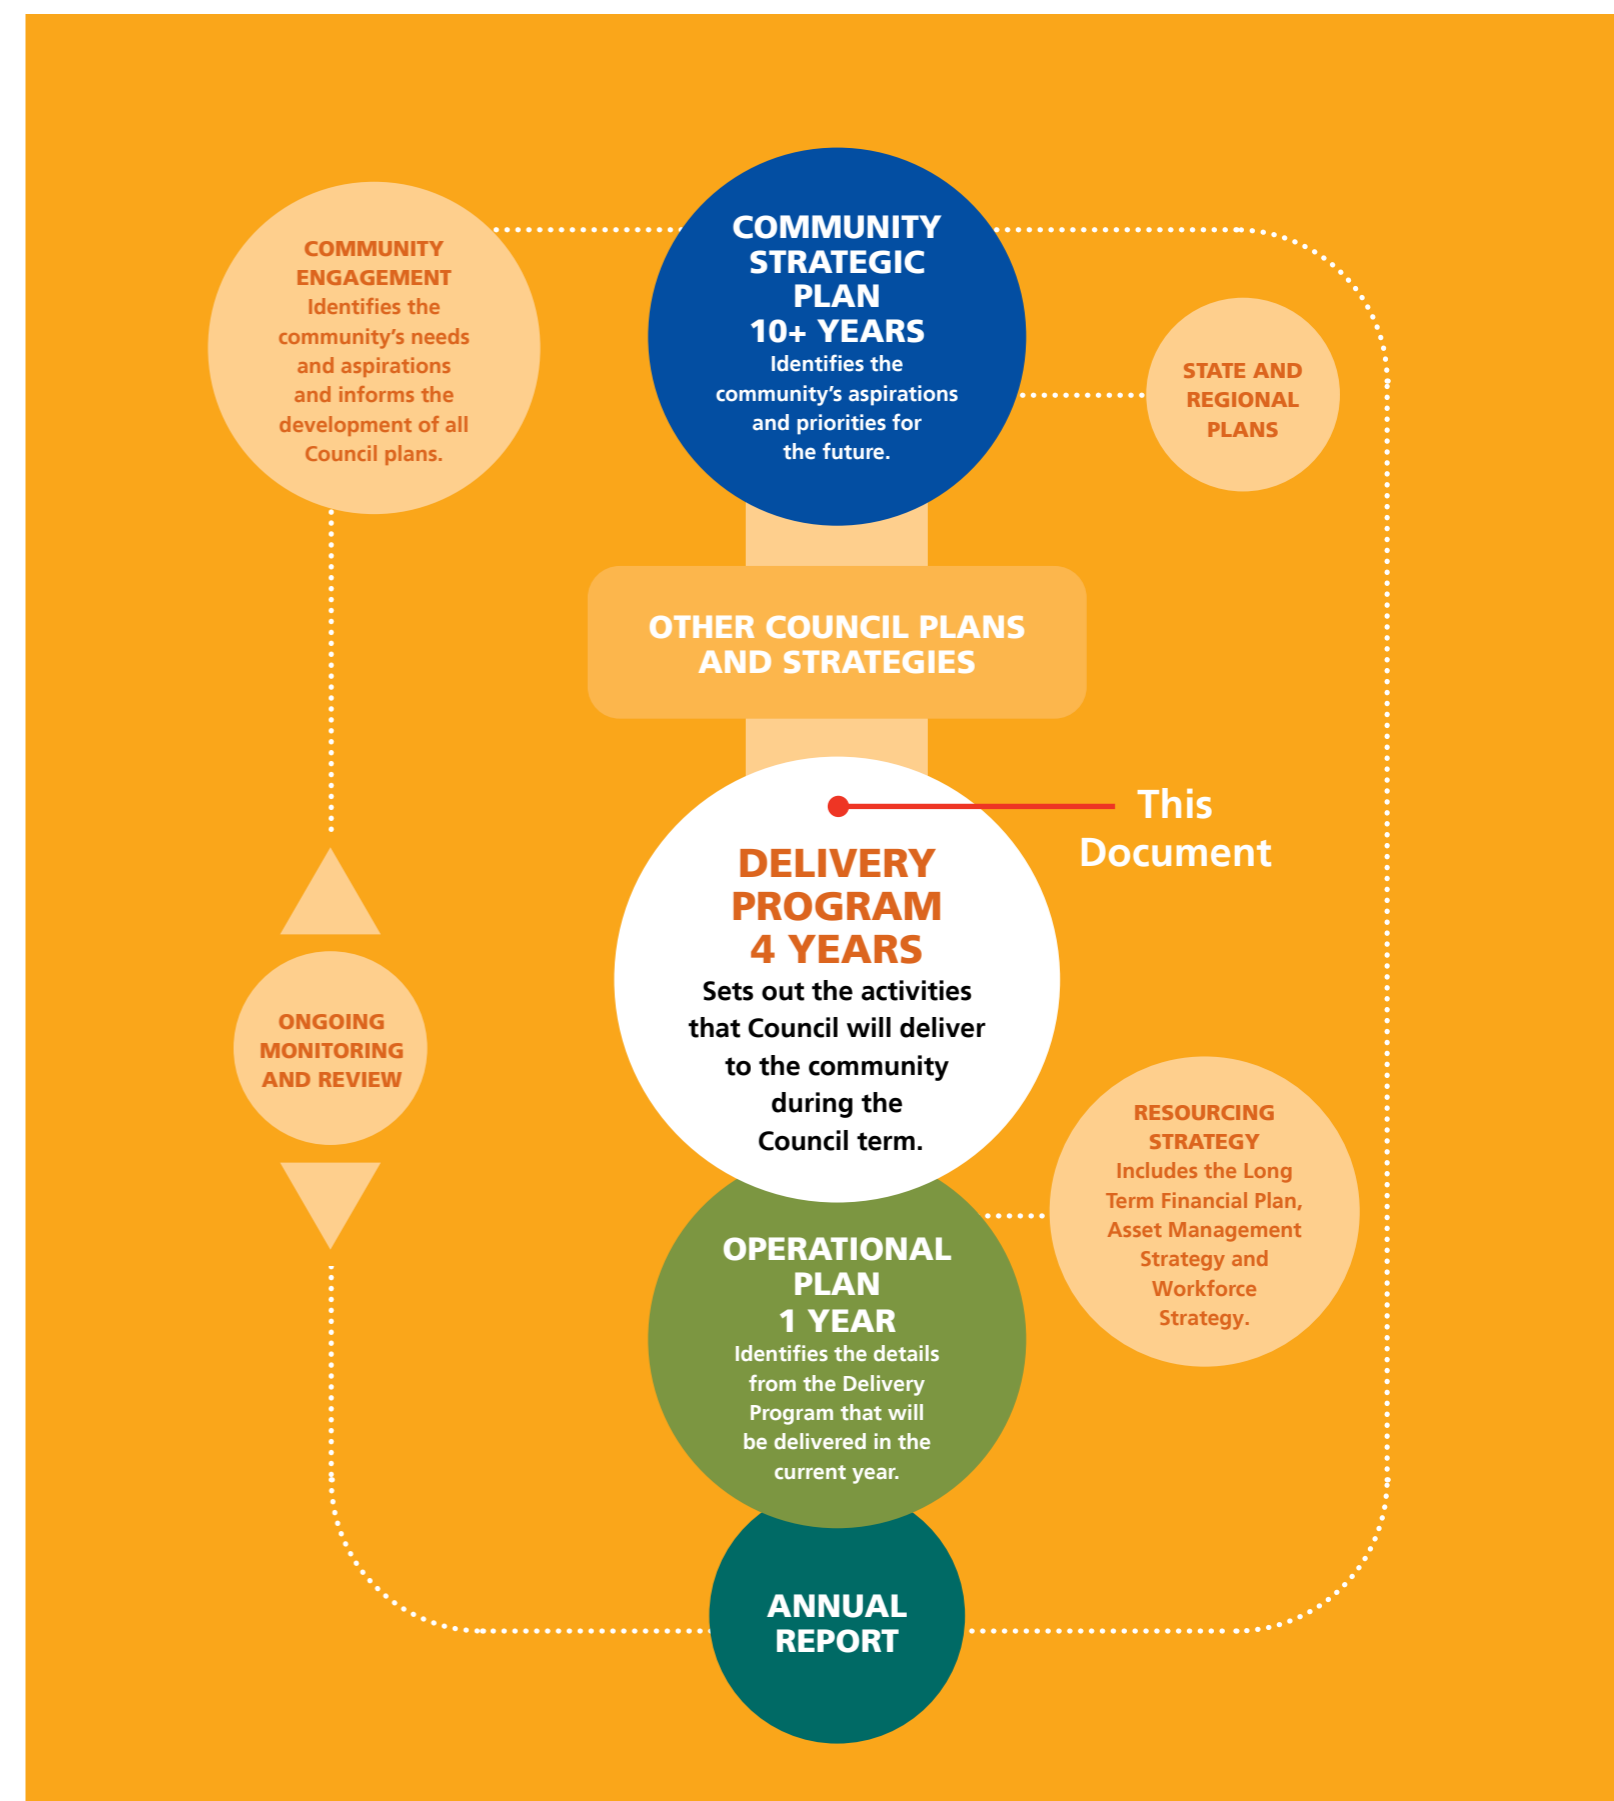 COMMUNITY
ENGAGEMENT
Identifies the
community’s needs
and aspirations
and informs the
development of all
Council plans.
COMMUNITY
STRATEGIC
PLAN
10+ YEARS
Identifies the
community’s aspirations
and priorities for
the future.
STATE AND
REGIONAL
PLANS
OTHER COUNCIL PLANS
AND STRATEGIES
This
Document
DELIVERY
PROGRAM
4 YEARS
Sets out the activities
that Council will deliver
to the community
during the
Council term.
ONGOING
MONITORING
AND REVIEW
RESOURCING
STRATEGY
Includes the Long
Term Financial Plan,
Asset Management
Strategy and
Workforce
Strategy.
OPERATIONAL
PLAN
1 YEAR
Identifies the details
from the Delivery
Program that will
be delivered in the
current year.
ANNUAL
REPORT